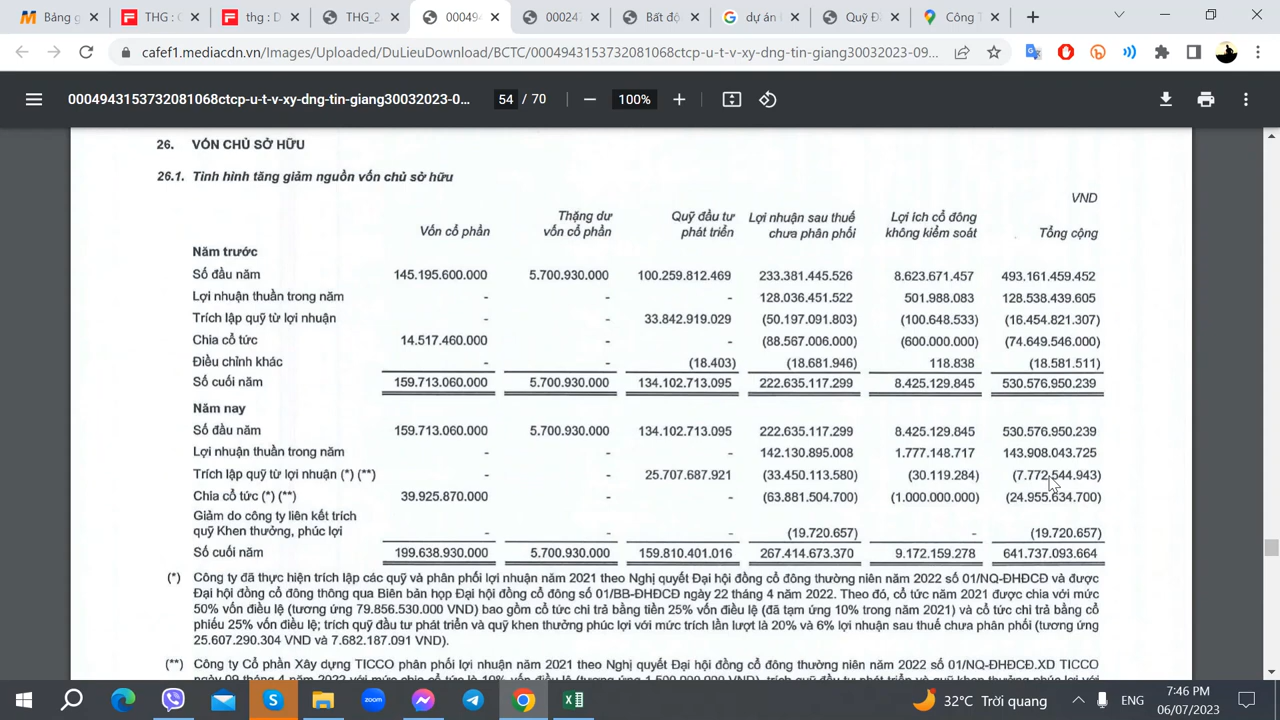 Bảng g
THG : C
thg : D
THG_2
00049
00024
Bất độ
dự án
Quỹ Đ
Công T
cafef1.mediacdn.vn/Images/Uploaded/DuLieuDownload/BCTC/000494153732081068ctcp-u-t-v-xy-dng-tin-giang30032023-09...
000494153732081068ctcp-u-t-v-xy-dng-tin-giang30032023-0... 54 / 70 100%
26. VỐN CHỦ SỞ HỮU
26.1. Tình hình tăng giảm nguồn vốn chủ sở hữu
VND
Vốn cổ phần Thặng dư vốn cổ phần Quỹ đầu tư phát triển Lợi nhuận sau thuế chưa phân phối Lợi ích cổ đông không kiểm soát Tổng cộng
Năm trước
Số đầu năm 145.195.600.000 5.700.930.000 100.259.812.469 233.381.445.526 8.623.671.457 493.161.459.452
Lợi nhuận thuần trong năm - - - 128.036.451.522 501.988.083 128.538.439.605
Trích lập quỹ từ lợi nhuận - - 33.842.919.029 (50.197.091.803) (100.648.533) (16.454.821.307)
Chia cổ tức 14.517.460.000 - - (88.567.006.000) (600.000.000) (74.649.546.000)
Điều chỉnh khác - - (18.403) (18.681.946) 118.838 (18.581.511)
Số cuối năm 159.713.060.000 5.700.930.000 134.102.713.095 222.635.117.299 8.425.129.845 530.576.950.239
Năm nay
Số đầu năm 159.713.060.000 5.700.930.000 134.102.713.095 222.635.117.299 8.425.129.845 530.576.950.239
Lợi nhuận thuần trong năm - - - 142.130.895.008 1.777.148.717 143.908.043.725
Trích lập quỹ từ lợi nhuận (*) (**) - - 25.707.687.921 (33.450.113.580) (30.119.284) (7.772.544.943)
Chia cổ tức (*) (**) 39.925.870.000 - - (63.881.504.700) (1.000.000.000) (24.955.634.700)
Giảm do công ty liên kết trích
quỹ Khen thưởng, phúc lợi - - - (19.720.657) - (19.720.657)
Số cuối năm 199.638.930.000 5.700.930.000 159.810.401.016 267.414.673.370 9.172.159.278 641.737.093.664
(*) Công ty đã thực hiện trích lập các quỹ và phân phối lợi nhuận năm 2021 theo Nghị quyết Đại hội đồng cổ đông thường niên năm 2022 số 01/NQ-ĐHĐCĐ và được
Đại hội đồng cổ đông thông qua Biên bản họp Đại hội đồng cổ đông số 01/BB-ĐHĐCĐ ngày 22 tháng 4 năm 2022. Theo đó, cổ tức năm 2021 được chia với mức
50% vốn điều lệ (tương ứng 79.856.530.000 VND) bao gồm cổ tức chi trả bằng tiền 25% vốn điều lệ (đã tạm ứng 10% trong năm 2021) và cổ tức chi trả bằng cổ
phiếu 25% vốn điều lệ; trích quỹ đầu tư phát triển và quỹ khen thưởng phúc lợi với mức trích lần lượt là 20% và 6% lợi nhuận sau thuế chưa phân phối (tương ứng
25.607.290.304 VND và 7.682.187.091 VND).
(**) Công ty Cổ phần Xây dựng TICCO phân phối lợi nhuận năm 2021 theo Nghị quyết Đại hội đồng cổ đông thường niên năm 2022 số 01/NQ-ĐHĐCĐ.XD TICCO
32°C Trời quang
ENG
7:46 PM
06/07/2023